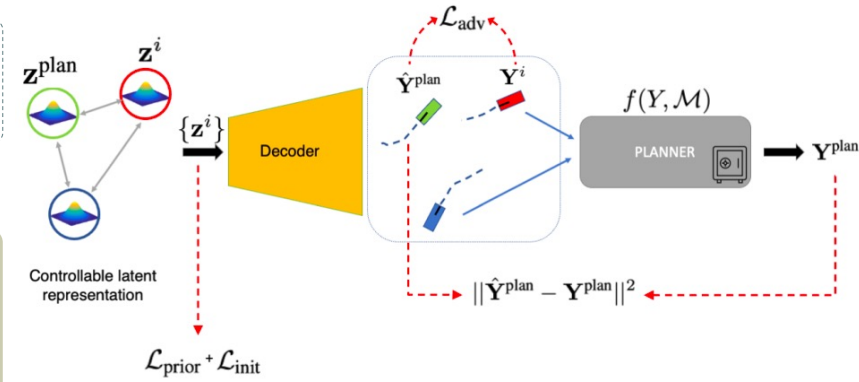 𝓛_adv
𝐳^plan
𝐳^i
Ŷ^plan
Y^i
f(Y, 𝓜)
{𝐳^i}
Decoder
PLANNER
Y^plan
Controllable latent
representation
||Ŷ^plan − Y^plan||^2
𝓛_prior + 𝓛_init